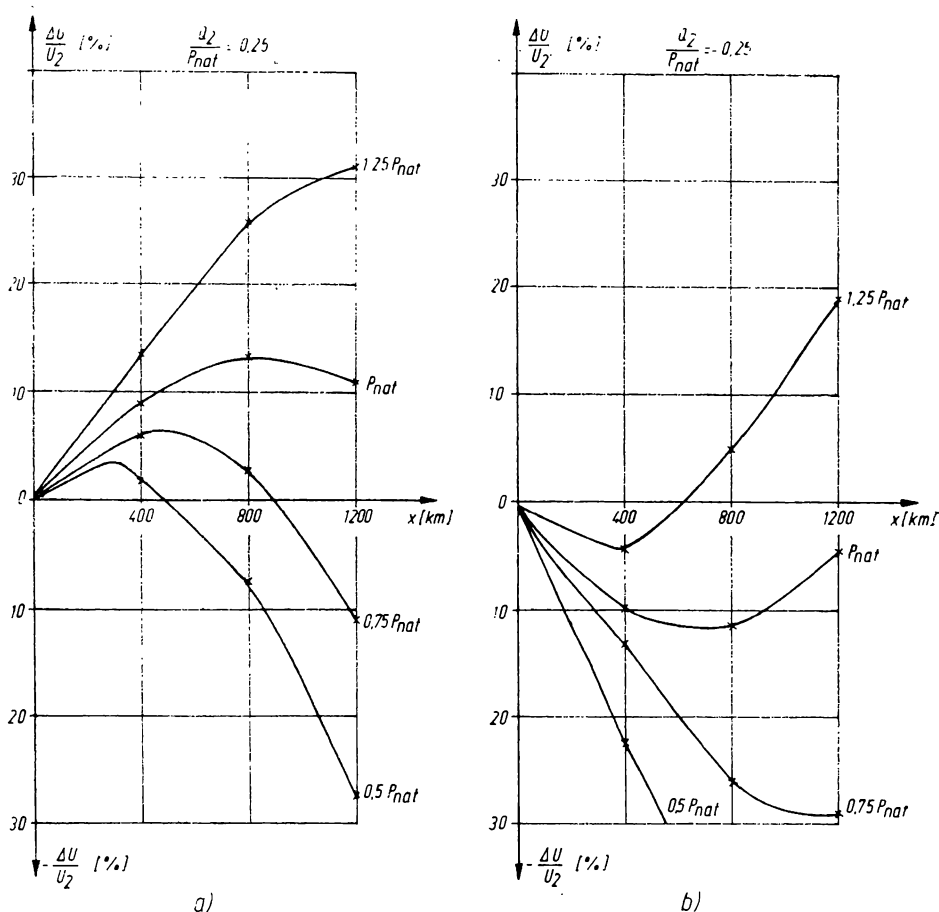 ΔU/U₂ [%]
Q₂/Pnat = 0,25
30
20
10
0
10
20
30
400
800
1200
x [km]
1,25 Pnat
Pnat
0,75 Pnat
0,5 Pnat
-ΔU/U₂ [%]
a)
ΔU/U₂ [%]
Q₂/Pnat = -0,25
30
20
10
0
10
20
30
400
800
1200
x [km]
1,25 Pnat
Pnat
0,75 Pnat
0,5 Pnat
-ΔU/U₂ [%]
b)